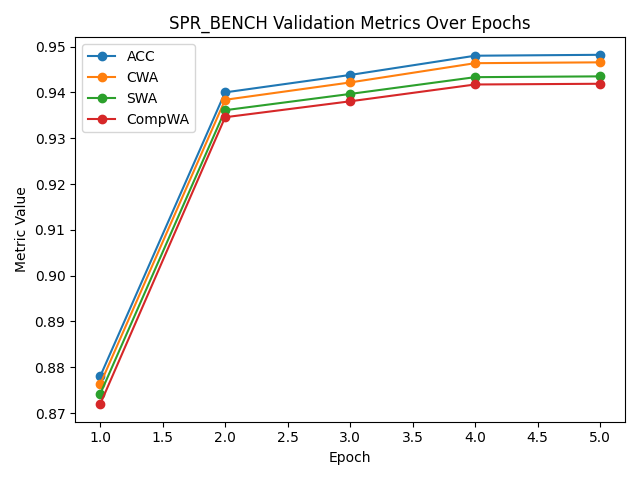 SPR_BENCH Validation Metrics Over Epochs
ACC
CWA
SWA
CompWA
Metric Value
0.95
0.94
0.93
0.92
0.91
0.90
0.89
0.88
0.87
1.0 1.5 2.0 2.5 3.0 3.5 4.0 4.5 5.0
Epoch